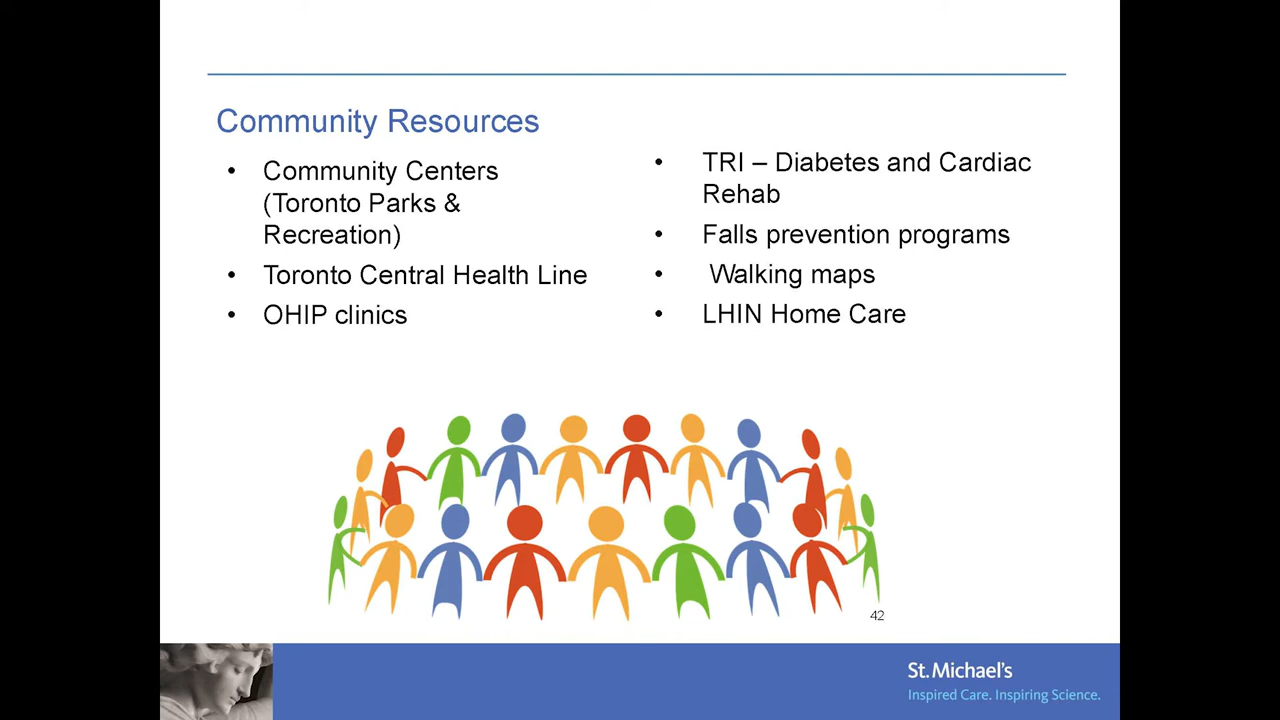 Community Resources
• Community Centers
(Toronto Parks &
Recreation)
• Toronto Central Health Line
• OHIP clinics
• TRI – Diabetes and Cardiac
Rehab
• Falls prevention programs
• Walking maps
• LHIN Home Care
42
St. Michael's
Inspired Care. Inspiring Science.